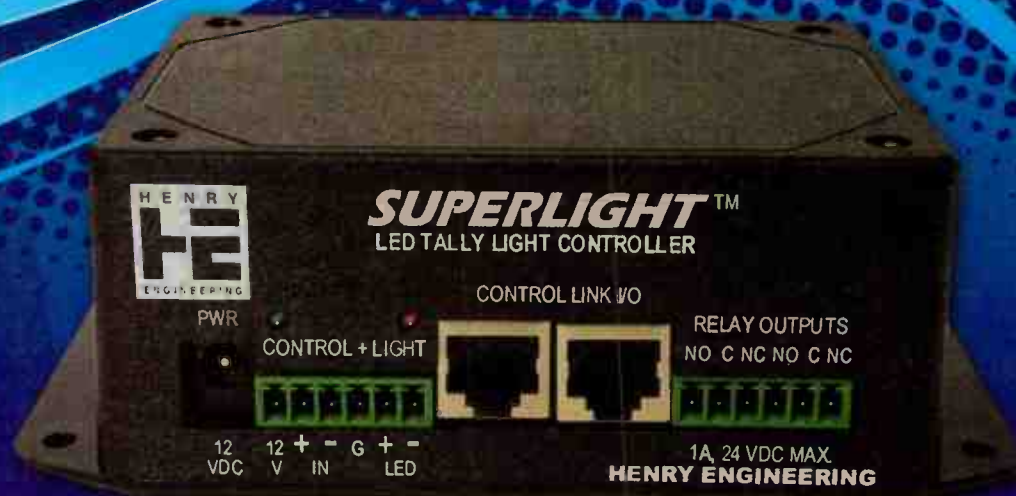 HENRY
HE
ENGINEERING
SUPERLIGHT™
LED TALLY LIGHT CONTROLLER
CONTROL LINK I/O
PWR
CONTROL + LIGHT
RELAY OUTPUTS
NO C NC NO C NC
12 VDC
12 V
+ - IN
G
+ - LED
1A, 24 VDC MAX.
HENRY ENGINEERING